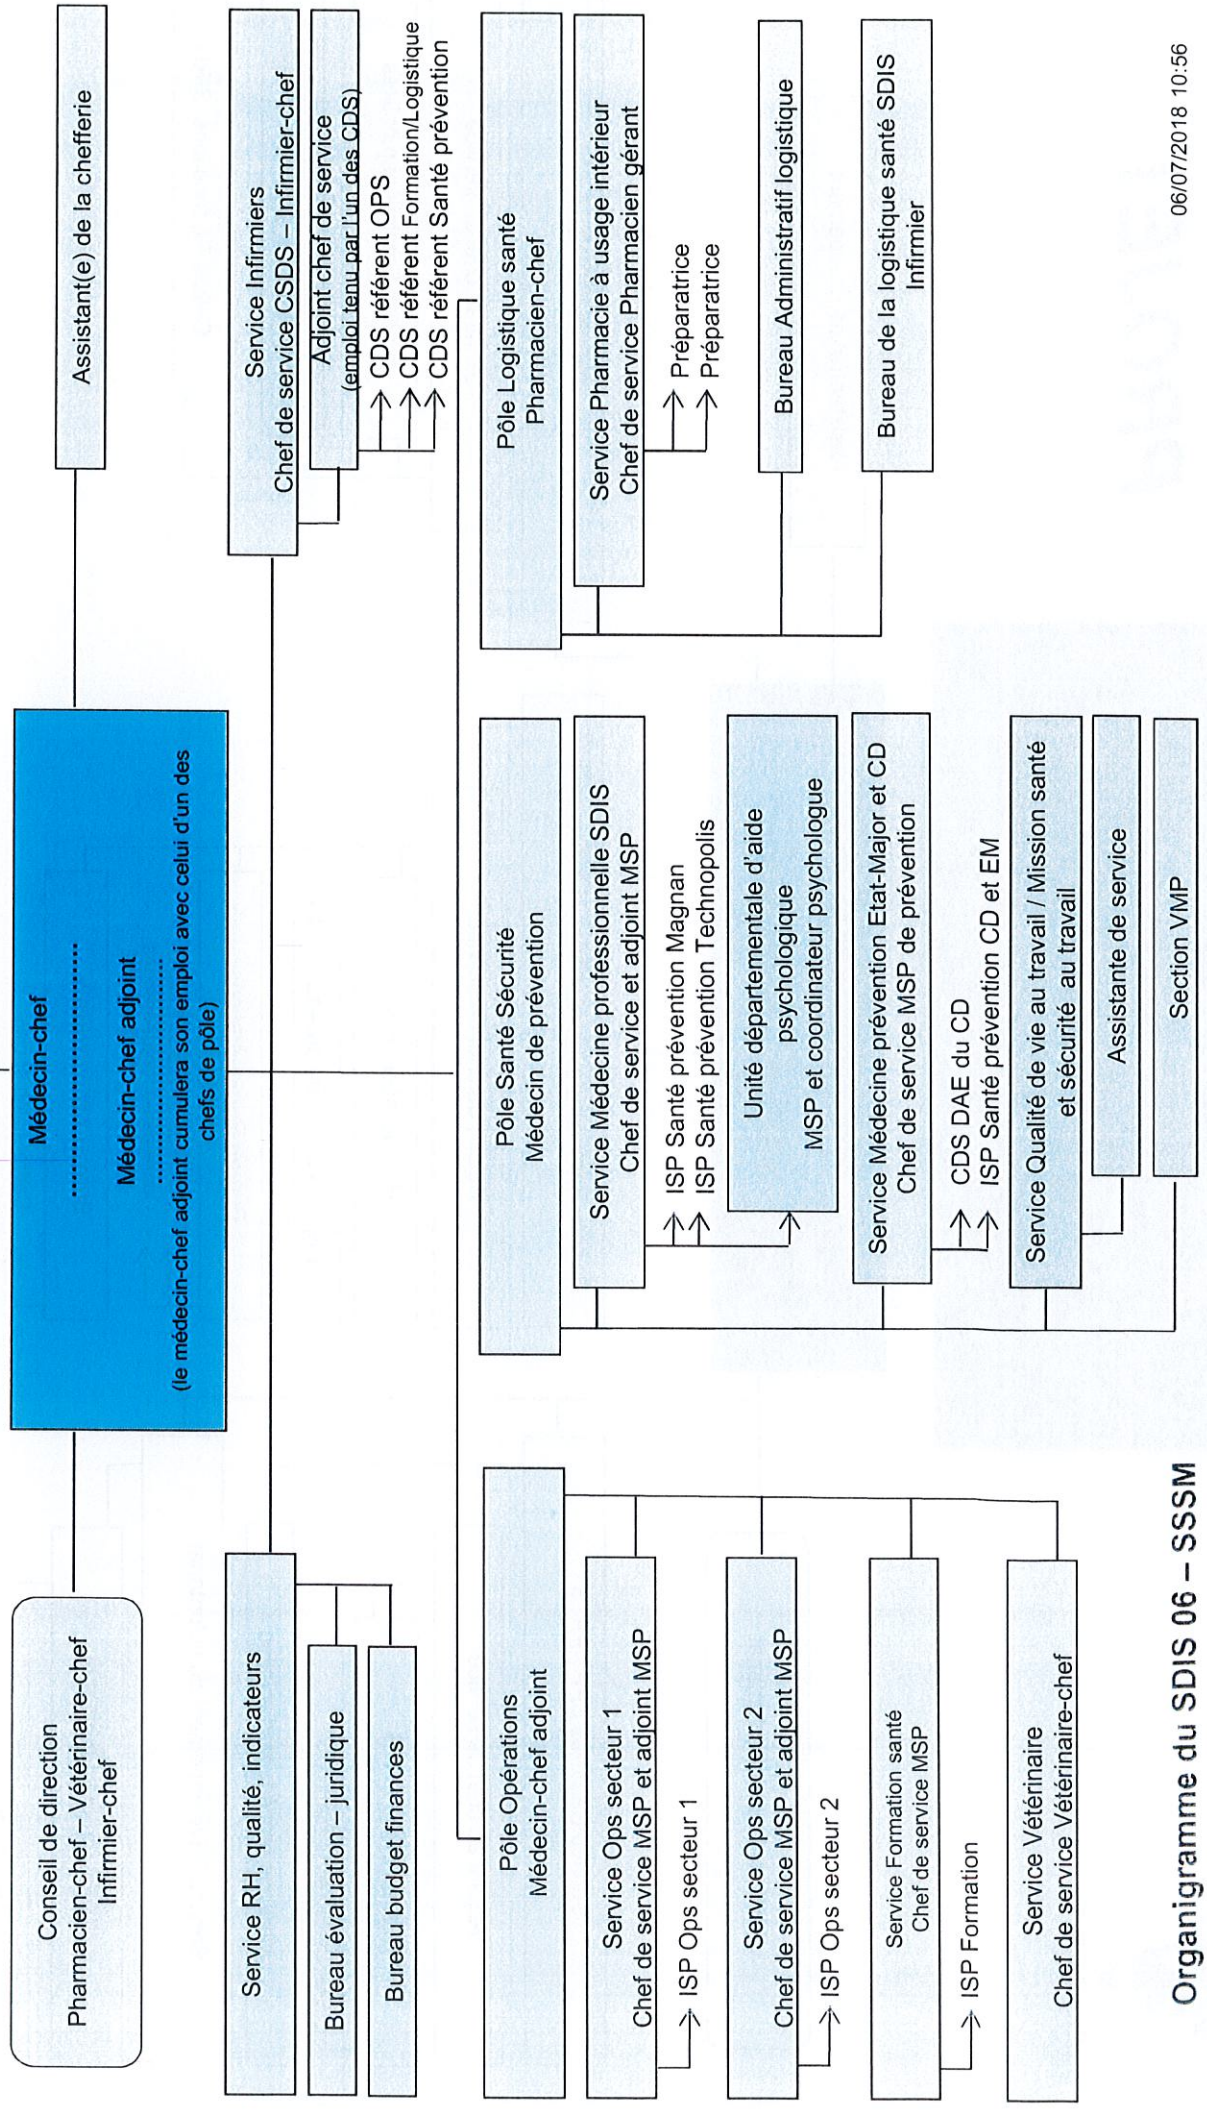 Médecin-chef
Médecin-chef adjoint
(le médecin-chef adjoint cumulera son emploi avec celui d'un des
chefs de pôle)
Conseil de direction
Pharmacien-chef – Vétérinaire-chef
Infirmier-chef
Assistant(e) de la chefferie
Service RH, qualité, indicateurs
Bureau évaluation – juridique
Bureau budget finances
Service Infirmiers
Chef de service CSDS – Infirmier-chef
Adjoint chef de service
(emploi tenu par l'un des CDS)
CDS référent OPS
CDS référent Formation/Logistique
CDS référent Santé prévention
Pôle Opérations
Médecin-chef adjoint
Service Ops secteur 1
Chef de service MSP et adjoint MSP
ISP Ops secteur 1
Service Ops secteur 2
Chef de service MSP et adjoint MSP
ISP Ops secteur 2
Service Formation santé
Chef de service MSP
ISP Formation
Service Vétérinaire
Chef de service Vétérinaire-chef
Pôle Santé Sécurité
Médecin de prévention
Service Médecine professionnelle SDIS
Chef de service et adjoint MSP
ISP Santé prévention Magnan
ISP Santé prévention Technopolis
Unité départementale d'aide
psychologique
MSP et coordinateur psychologue
Service Médecine prévention Etat-Major et CD
Chef de service MSP de prévention
CDS DAE du CD
ISP Santé prévention CD et EM
Service Qualité de vie au travail / Mission santé
et sécurité au travail
Assistante de service
Section VMP
Pôle Logistique santé
Pharmacien-chef
Service Pharmacie à usage intérieur
Chef de service Pharmacien gérant
Préparatrice
Préparatrice
Bureau Administratif logistique
Bureau de la logistique santé SDIS
Infirmier
Organigramme du SDIS 06 – SSSM
06/07/2018 10:56